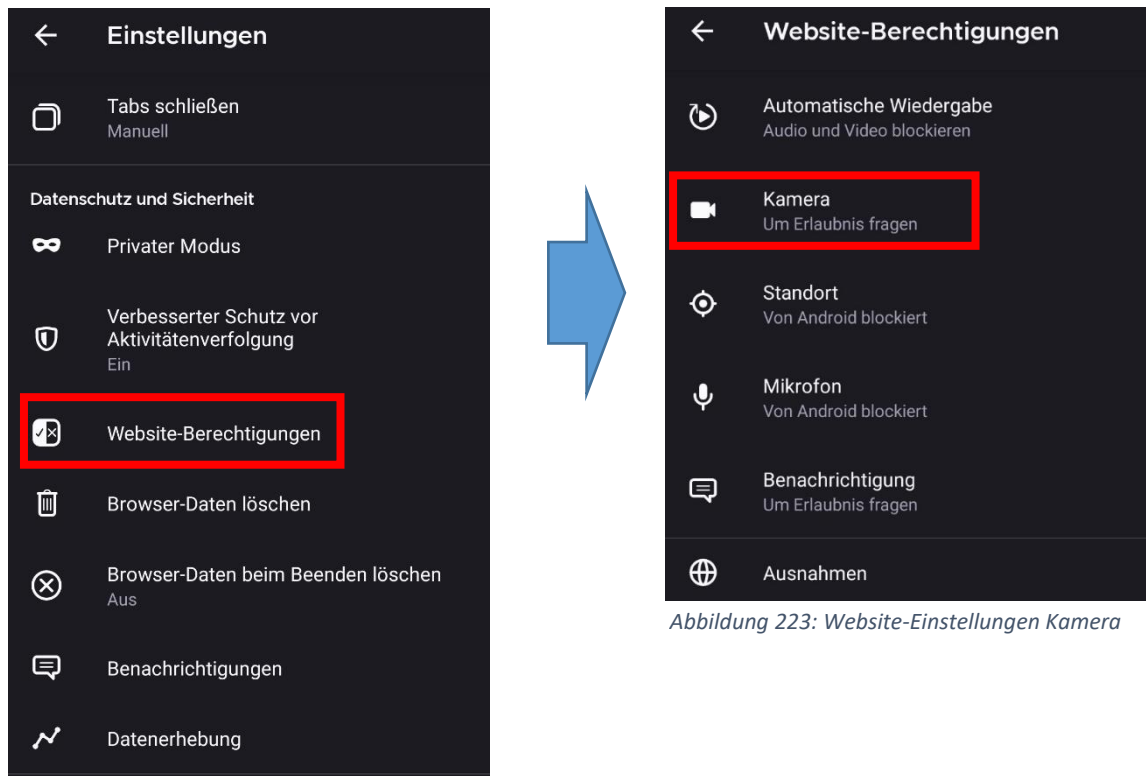 Einstellungen
Tabs schließen
Manuell
Datenschutz und Sicherheit
Privater Modus
Verbesserter Schutz vor
Aktivitätenverfolgung
Ein
Website-Berechtigungen
Browser-Daten löschen
Browser-Daten beim Beenden löschen
Aus
Benachrichtigungen
Datenerhebung
Website-Berechtigungen
Automatische Wiedergabe
Audio und Video blockieren
Kamera
Um Erlaubnis fragen
Standort
Von Android blockiert
Mikrofon
Von Android blockiert
Benachrichtigung
Um Erlaubnis fragen
Ausnahmen
Abbildung 223: Website-Einstellungen Kamera